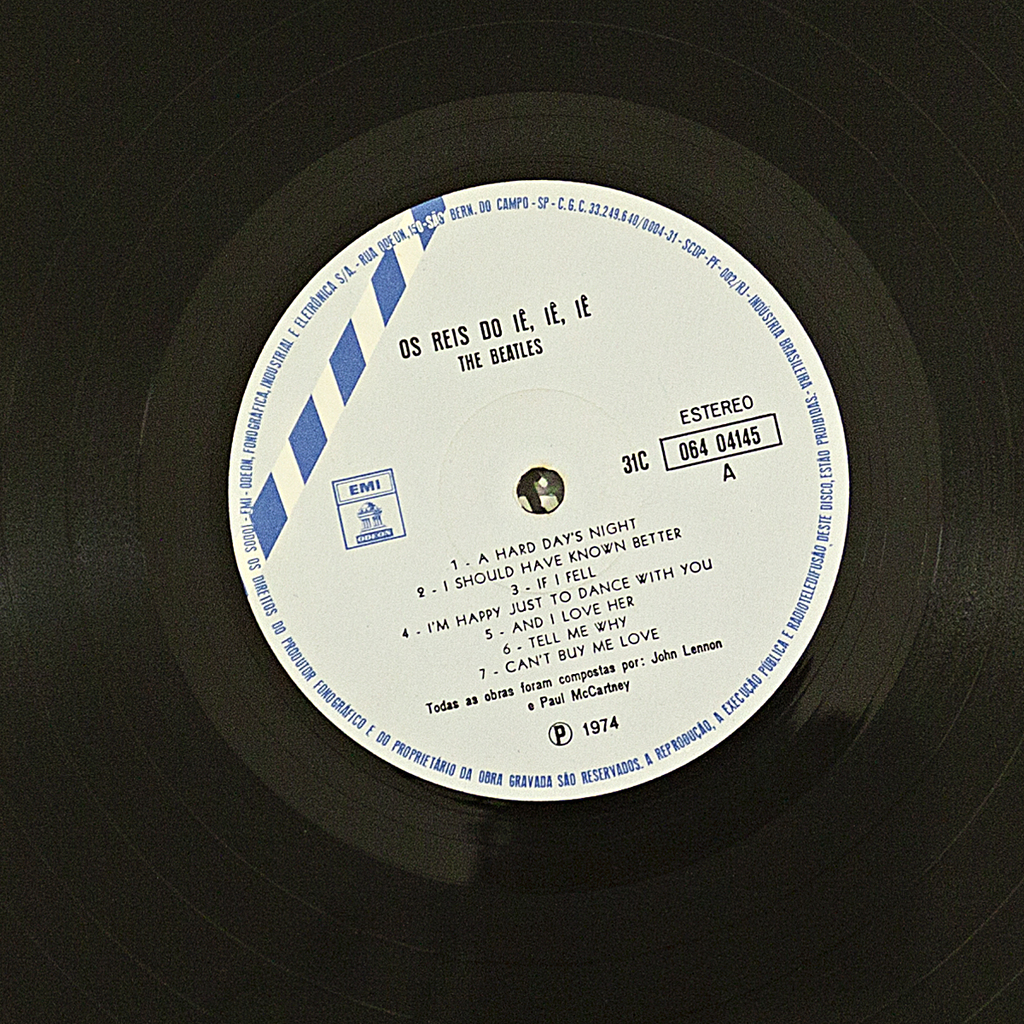 OS REIS DO IÊ, IÊ, IÊ
THE BEATLES
ESTEREO
31C 064 04145
A
EMI
ODEON
1 - A HARD DAY'S NIGHT
2 - I SHOULD HAVE KNOWN BETTER
3 - IF I FELL
4 - I'M HAPPY JUST TO DANCE WITH YOU
5 - AND I LOVE HER
6 - TELL ME WHY
7 - CAN'T BUY ME LOVE
Todas as obras foram compostas por: John Lennon
e Paul McCartney
℗ 1974
EMI - ODEON, FONOGRÁFICA, INDUSTRIAL E ELETRÔNICA S/A. - RUA ODEON, 150 - SÃO BERN. DO CAMPO - SP - C.G.C. 33.249.640/0004-31 - SCDP - PF - 002/RJ - INDÚSTRIA BRASILEIRA -
TODOS OS DIREITOS DO PRODUTOR FONOGRÁFICO E DO PROPRIETÁRIO DA OBRA GRAVADA SÃO RESERVADOS. A REPRODUÇÃO, A EXECUÇÃO PÚBLICA E RADIOTELEDIFUSÃO DESTE DISCO, ESTÃO PROIBIDAS.